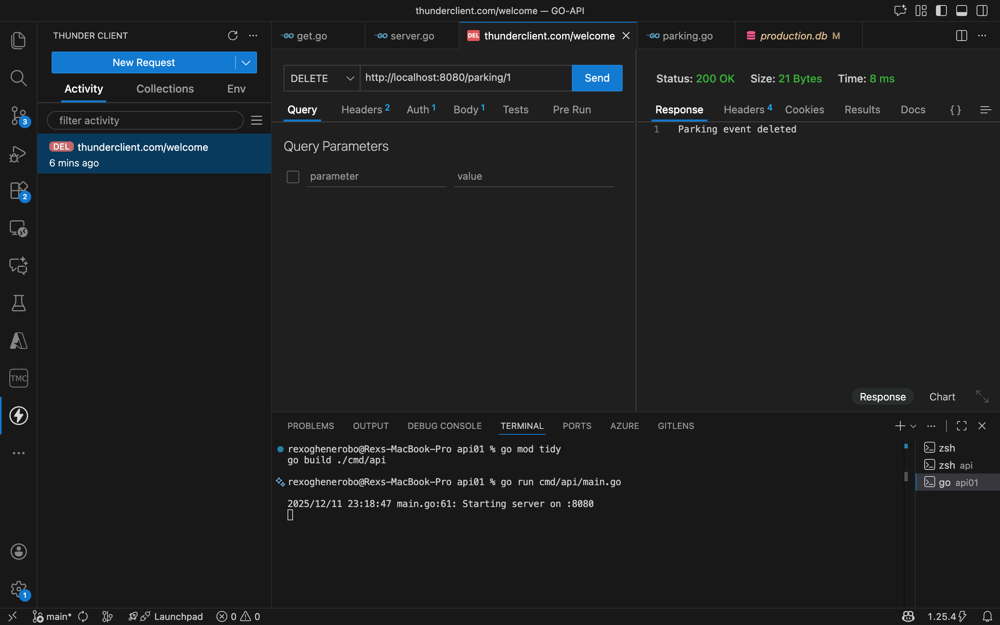 thunderclient.com/welcome — GO-API
THUNDER CLIENT
New Request
Activity Collections Env
filter activity
DEL thunderclient.com/welcome
6 mins ago
GO get.go GO server.go DEL thunderclient.com/welcome GO parking.go production.db M
DELETE http://localhost:8080/parking/1 Send
Query Headers 2 Auth 1 Body 1 Tests Pre Run
Query Parameters
parameter value
Status: 200 OK Size: 21 Bytes Time: 8 ms
Response Headers 4 Cookies Results Docs { }
1 Parking event deleted
Response Chart
PROBLEMS OUTPUT DEBUG CONSOLE TERMINAL PORTS AZURE GITLENS
rexoghenerobo@Rexs-MacBook-Pro api01 % go mod tidy
go build ./cmd/api
rexoghenerobo@Rexs-MacBook-Pro api01 % go run cmd/api/main.go
2025/12/11 23:18:47 main.go:61: Starting server on :8080
zsh
zsh api
go api01
3
2
TMC
1
main* Launchpad 0 0 1.25.4